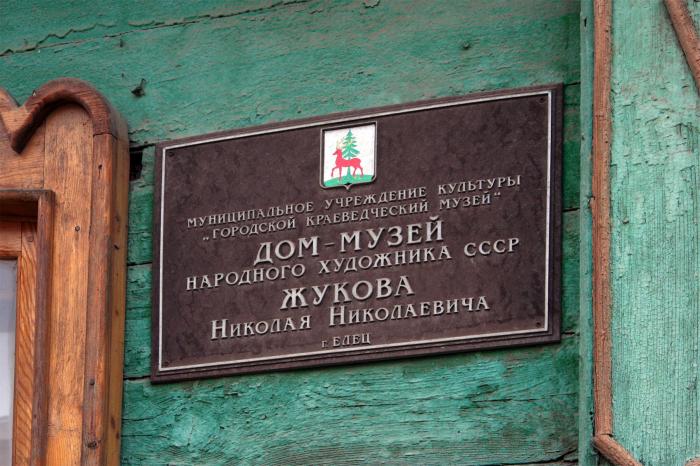 МУНИЦИПАЛЬНОЕ УЧРЕЖДЕНИЕ КУЛЬТУРЫ
„ГОРОДСКОЙ КРАЕВЕДЧЕСКИЙ МУЗЕЙ"
ДОМ-МУЗЕЙ
НАРОДНОГО ХУДОЖНИКА СССР
ЖУКОВА
НИКОЛАЯ НИКОЛАЕВИЧА
г. ЕЛЕЦ